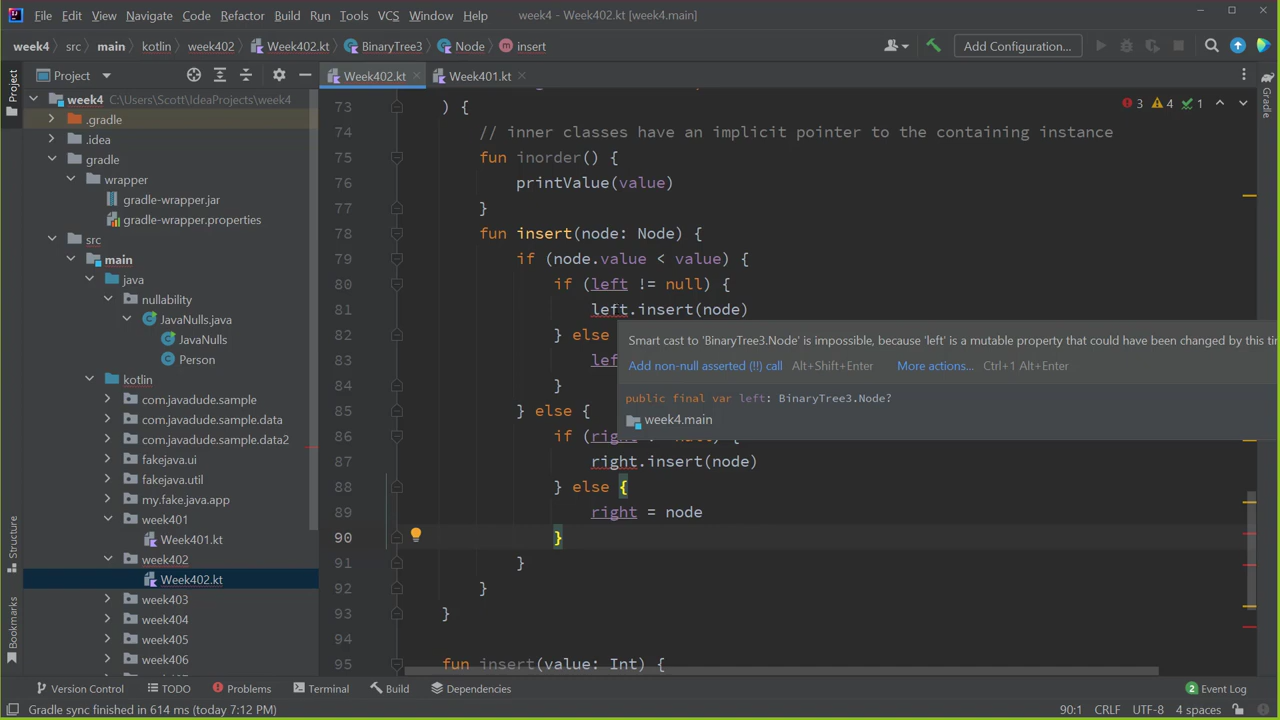 File Edit View Navigate Code Refactor Build Run Tools VCS Window Help week4 - Week402.kt [week4.main]
week4 src main kotlin week402 Week402.kt BinaryTree3 Node insert Add Configuration...
Project Week402.kt Week401.kt
Project
week4 C:\Users\Scott\IdeaProjects\week4
.gradle
.idea
gradle
wrapper
gradle-wrapper.jar
gradle-wrapper.properties
src
main
java
nullability
JavaNulls.java
JavaNulls
Person
kotlin
com.javadude.sample
com.javadude.sample.data
com.javadude.sample.data2
fakejava.ui
fakejava.util
my.fake.java.app
week401
Week401.kt
week402
Week402.kt
week403
week404
week405
week406
Structure
Bookmarks
3 4 1
73 ) {
74 // inner classes have an implicit pointer to the containing instance
75 fun inorder() {
76 printValue(value)
77 }
78 fun insert(node: Node) {
79 if (node.value < value) {
80 if (left != null) {
81 left.insert(node)
82 } else
83 lef
84 }
85 } else {
86 if (righ) {
87 right.insert(node)
88 } else {
89 right = node
90 }
91 }
92 }
93 }
94
95 fun insert(value: Int) {
Smart cast to 'BinaryTree3.Node' is impossible, because 'left' is a mutable property that could have been changed by this ti
Add non-null asserted (!!) call Alt+Shift+Enter More actions... Ctrl+1 Alt+Enter
public final var left: BinaryTree3.Node?
week4.main
Gradle
Version Control TODO Problems Terminal Build Dependencies 2 Event Log
Gradle sync finished in 614 ms (today 7:12 PM) 90:1 CRLF UTF-8 4 spaces